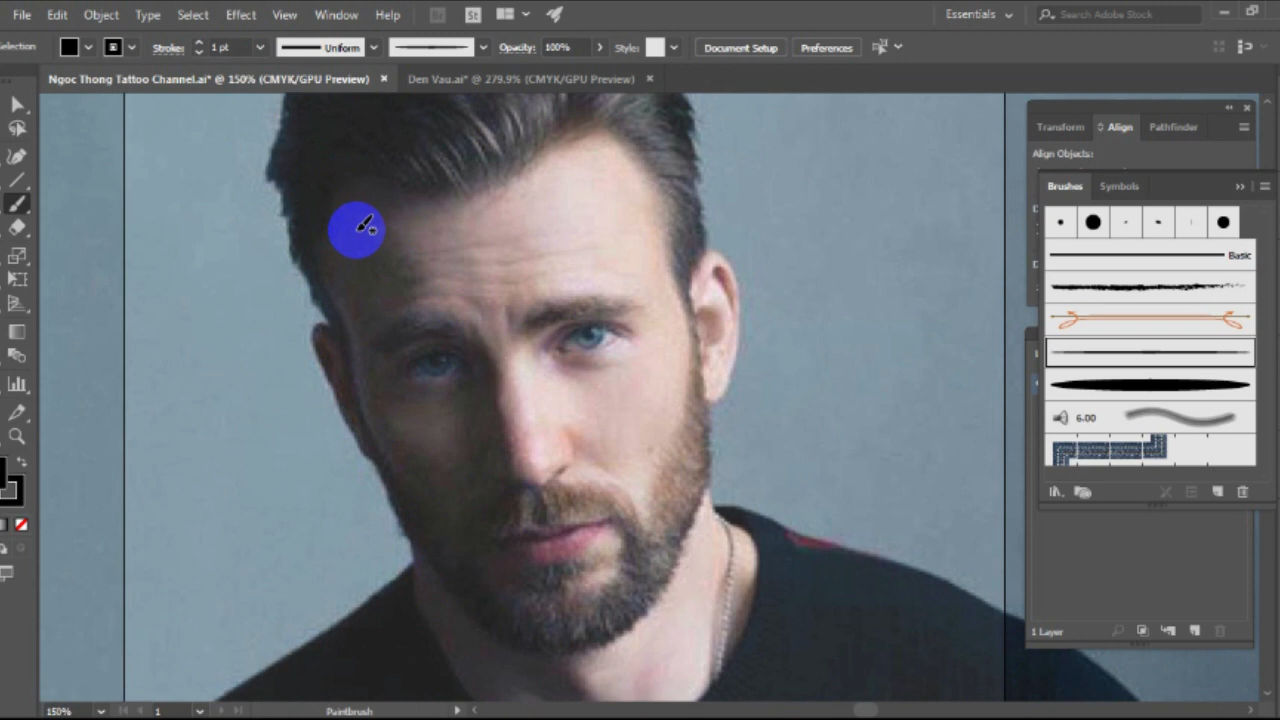 File Edit Object Type Select Effect View Window Help Br St Essentials Search Adobe Stock
Selection Stroke: 1 pt Uniform Opacity: 100% Style: Document Setup Preferences
Ngoc Thong Tattoo Channel.ai* @ 150% (CMYK/GPU Preview) × Den Vau.ai* @ 279.9% (CMYK/GPU Preview) ×
Transform Align Pathfinder
Align Objects:
Brushes Symbols
Basic
6.00
1 Layer
150% 1 Paintbrush